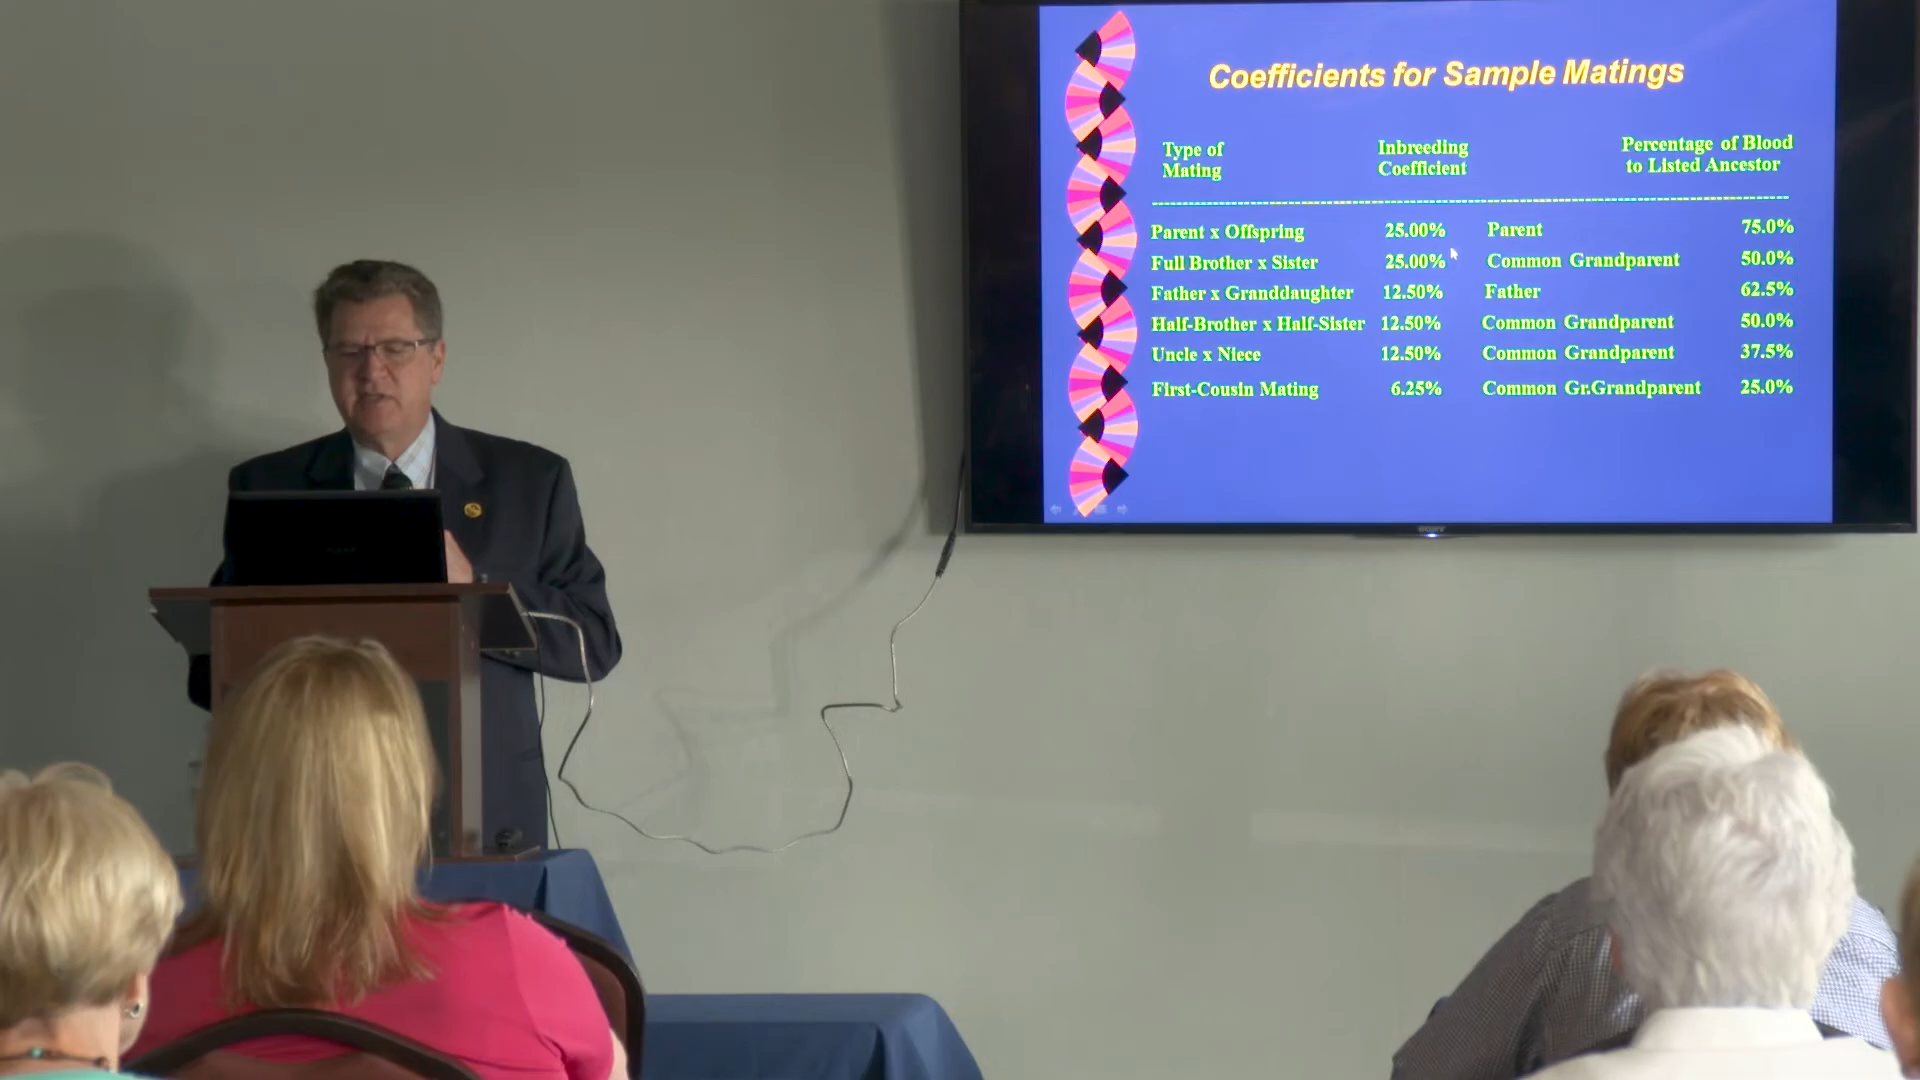 Coefficients for Sample Matings
Type of Mating Inbreeding Coefficient Percentage of Blood to Listed Ancestor
Parent x Offspring 25.00% Parent 75.0%
Full Brother x Sister 25.00% Common Grandparent 50.0%
Father x Granddaughter 12.50% Father 62.5%
Half-Brother x Half-Sister 12.50% Common Grandparent 50.0%
Uncle x Niece 12.50% Common Grandparent 37.5%
First-Cousin Mating 6.25% Common Gr.Grandparent 25.0%
SONY